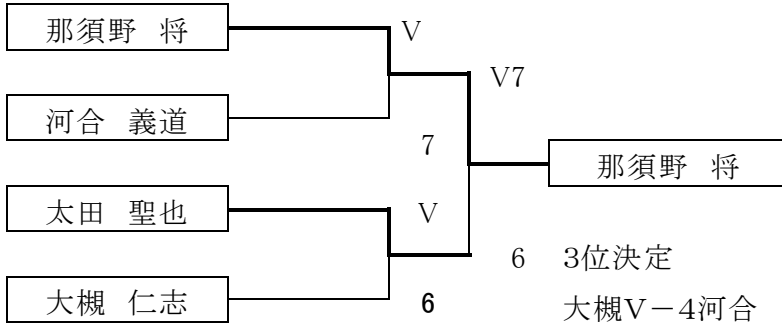 那須野 将
V
V7
河合 義道
7
那須野 将
太田 聖也
V
6 3位決定
大槻 仁志
6
大槻V－4河合